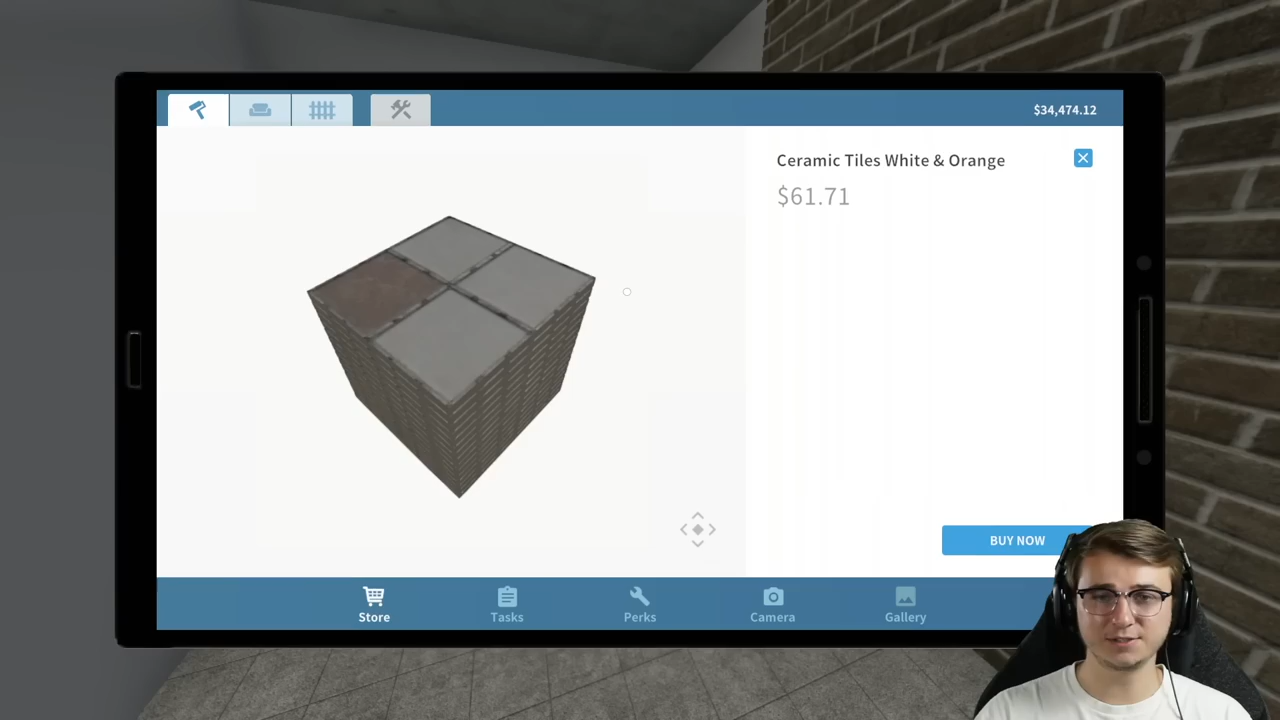 $34,474.12
Ceramic Tiles White & Orange
$61.71
BUY NOW
Store
Tasks
Perks
Camera
Gallery